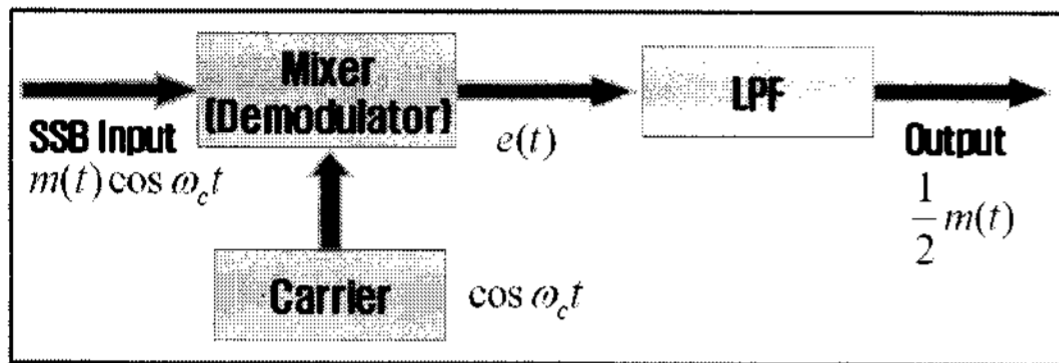 Mixer
(Demodulator)
LPF
SSB Input
m(t) cos ω_c t
e(t)
Output
1/2 m(t)
Carrier
cos ω_c t